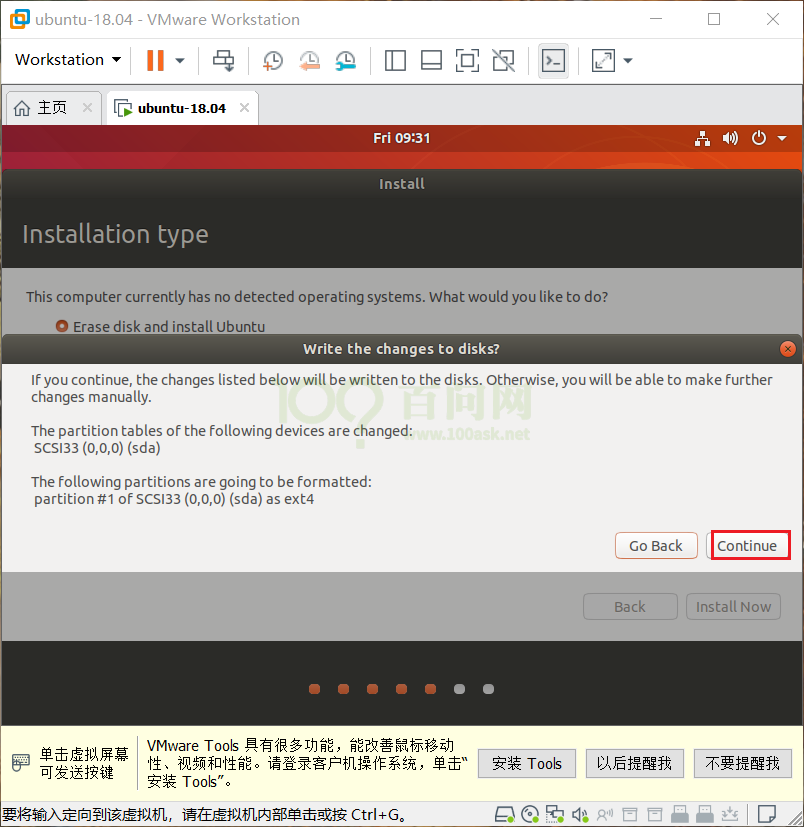 ubuntu-18.04 - VMware Workstation
Workstation
主页
ubuntu-18.04
Fri 09:31
Install
Installation type
This computer currently has no detected operating systems. What would you like to do?
Erase disk and install Ubuntu
Write the changes to disks?
If you continue, the changes listed below will be written to the disks. Otherwise, you will be able to make further
changes manually.
百问网
www.100ask.net
The partition tables of the following devices are changed:
SCSI33 (0,0,0) (sda)
The following partitions are going to be formatted:
partition #1 of SCSI33 (0,0,0) (sda) as ext4
Go Back
Continue
Back
Install Now
单击虚拟屏幕
可发送按键
VMware Tools 具有很多功能，能改善鼠标移动
性、视频和性能。请登录客户机操作系统，单击“
安装 Tools”。
安装 Tools
以后提醒我
不要提醒我
要将输入定向到该虚拟机，请在虚拟机内部单击或按 Ctrl+G。